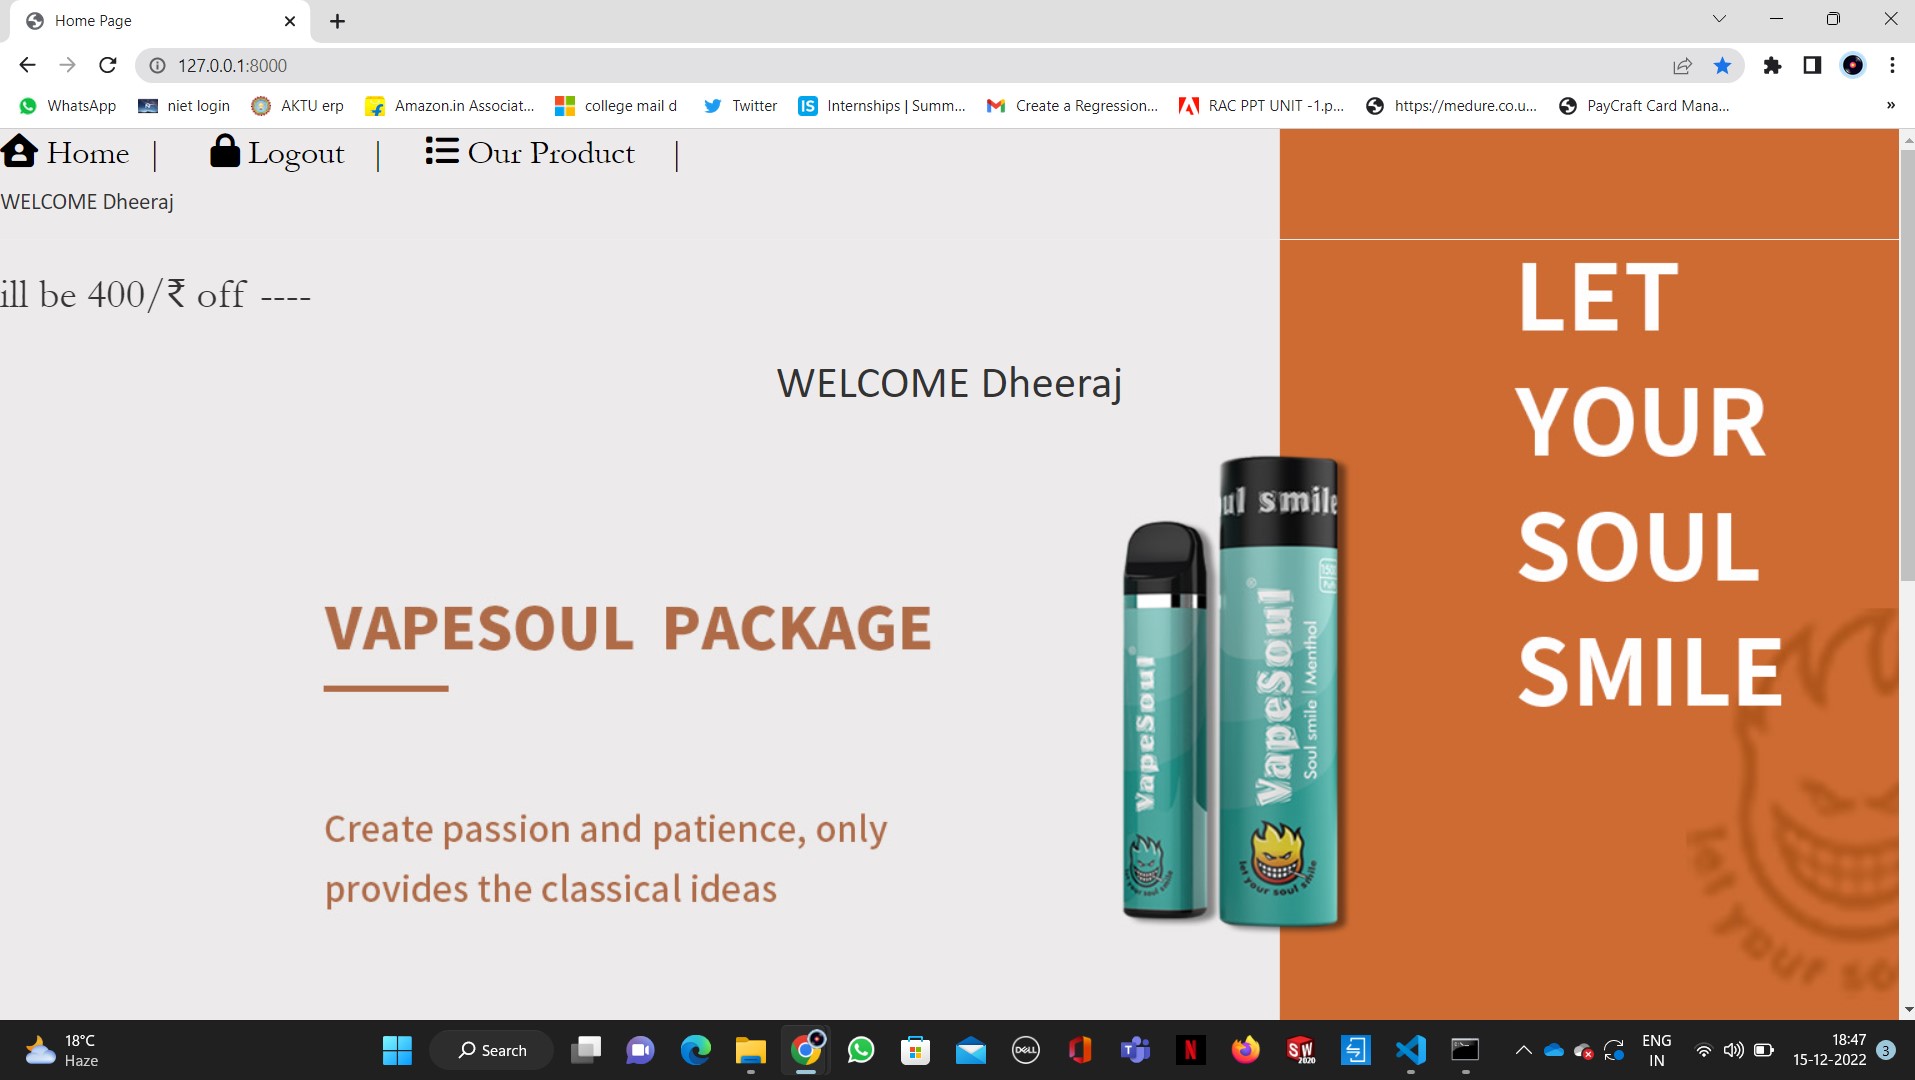 Home Page
127.0.0.1:8000
WhatsApp niet login AKTU erp Amazon.in Associat... college mail d Twitter Internships | Summ... Create a Regression... RAC PPT UNIT -1.p... https://medure.co.u... PayCraft Card Mana... »
Home | Logout | Our Product |
WELCOME Dheeraj
ill be 400/₹ off ----
WELCOME Dheeraj
LET
YOUR
SOUL
SMILE
VAPESOUL PACKAGE
Create passion and patience, only
provides the classical ideas
ul smile
VapeSoul
VapeSoul
Soul smile | Menthol
let your soul smile
let your so
18°C
Haze
Search
DELL
SW
2020
ENG
IN
18:47
15-12-2022
3